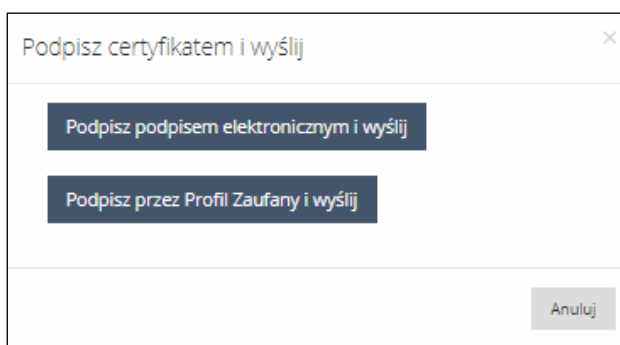 Podpisz certyfikatem i wyślij
×
Podpisz podpisem elektronicznym i wyślij
Podpisz przez Profil Zaufany i wyślij
Anuluj